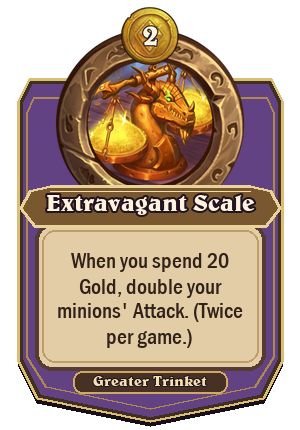 2
Extravagant Scale
When you spend 20
Gold, double your
minions' Attack. (Twice
per game.)
Greater Trinket